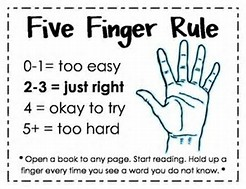 Five Finger Rule
0-1= too easy
2-3 = just right
4 = okay to try
5+ = too hard
* Open a book to any page. Start reading. Hold up a
finger every time you see a word you do not know. *